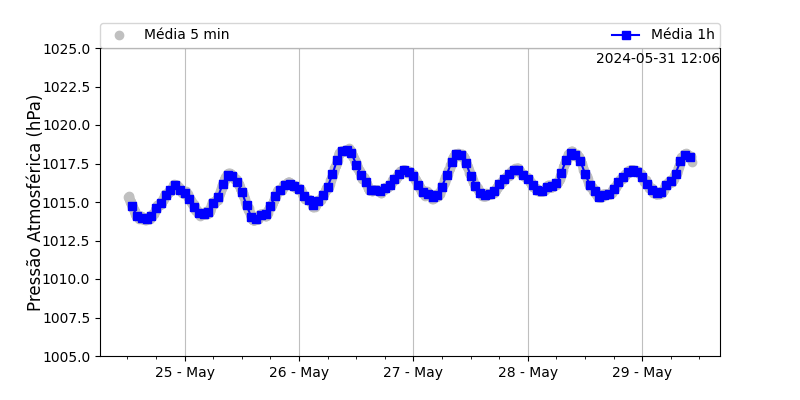 Média 5 min
Média 1h
2024-05-31 12:06
Pressão Atmosférica (hPa)
1025.0
1022.5
1020.0
1017.5
1015.0
1012.5
1010.0
1007.5
1005.0
25 - May
26 - May
27 - May
28 - May
29 - May